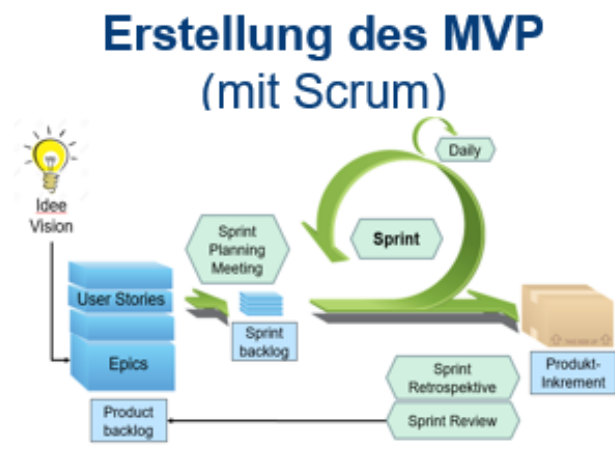 Erstellung des MVP
(mit Scrum)
Idee
Vision
Daily
Sprint
Planning
Meeting
Sprint
User Stories
Epics
Sprint
backlog
Produkt-
Inkrement
Sprint
Retrospektive
Sprint Review
Product
backlog